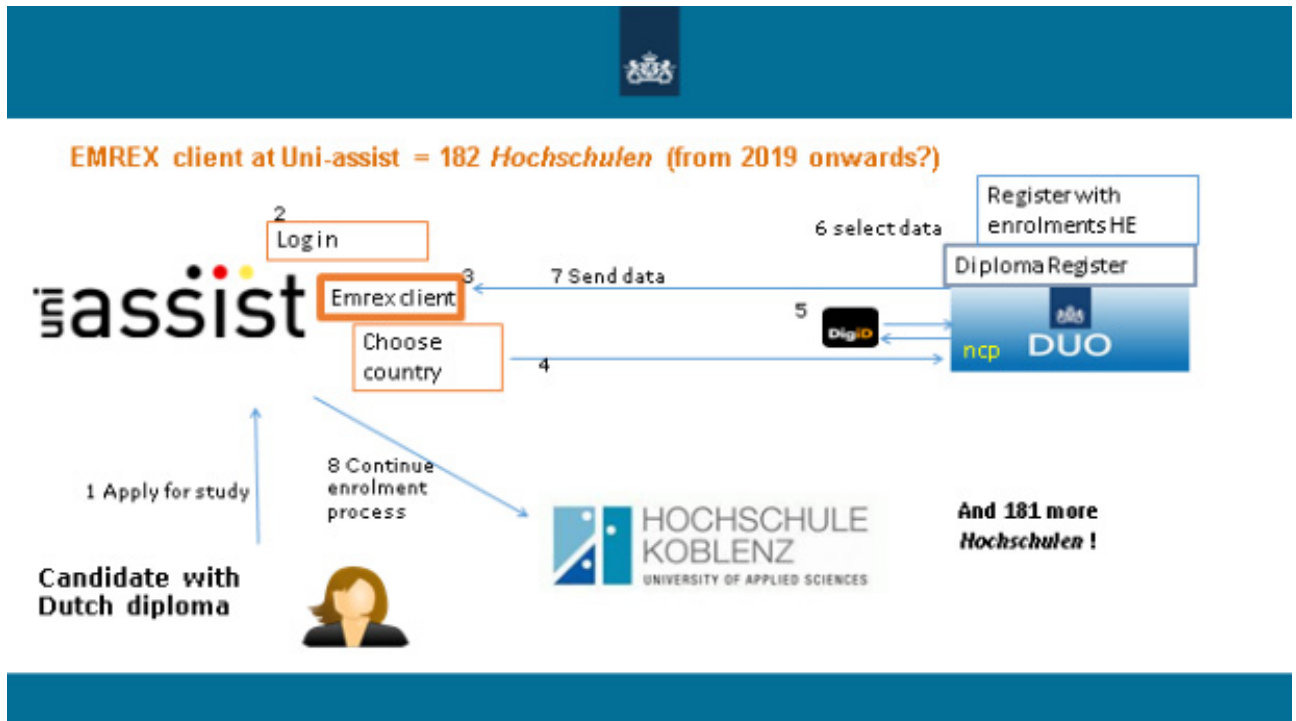 EMREX client at Uni-assist = 182 Hochschulen (from 2019 onwards?)
2
Log in
uni
assist
3
Emrex client
Choose
country
4
7 Send data
6 select data
Register with
enrolments HE
Diploma Register
5
DigiD
ncp DUO
1 Apply for study
8 Continue
enrolment
process
Candidate with
Dutch diploma
HOCHSCHULE
KOBLENZ
UNIVERSITY OF APPLIED SCIENCES
And 181 more
Hochschulen !